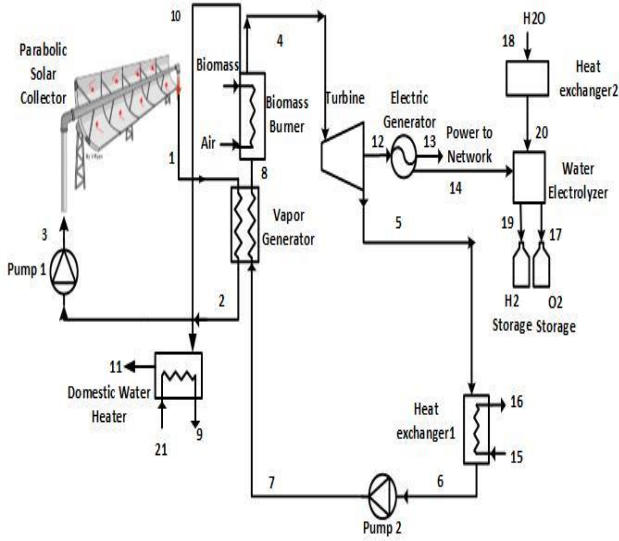 10
H2O
18
Parabolic
Solar
Collector
4
Biomass
Biomass
Burner
Turbine
Electric
Generator
Heat
exchanger2
Air
12
13
Power to
Network
20
1
8
14
Water
Electrolyzer
Vapor
Generator
5
19
17
3
Pump 1
2
H2
Storage
O2
Storage
11
Domestic Water
Heater
21
9
Heat
exchanger1
16
15
7
6
Pump 2